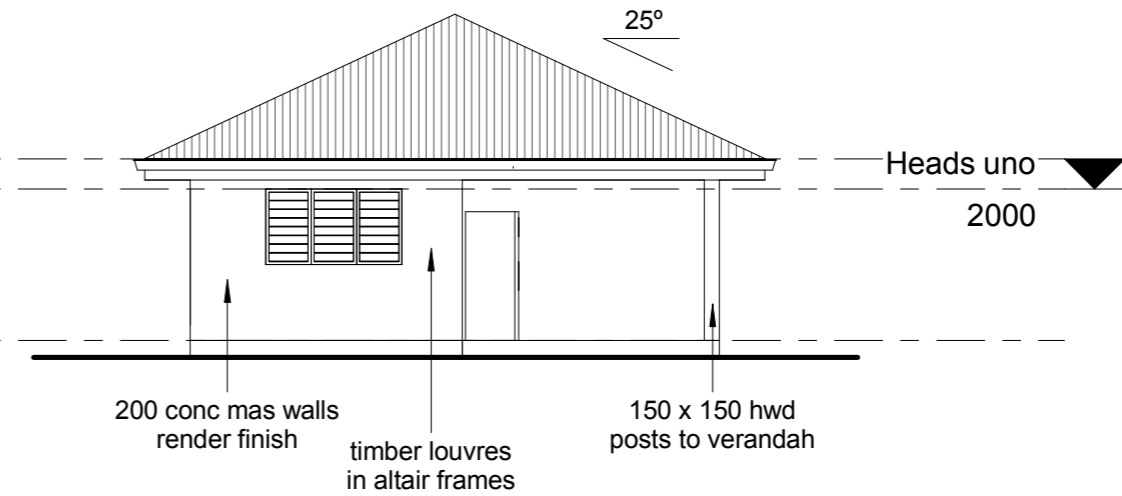 25º
Heads uno
2000
200 conc mas walls
render finish
timber louvres
in altair frames
150 x 150 hwd
posts to verandah